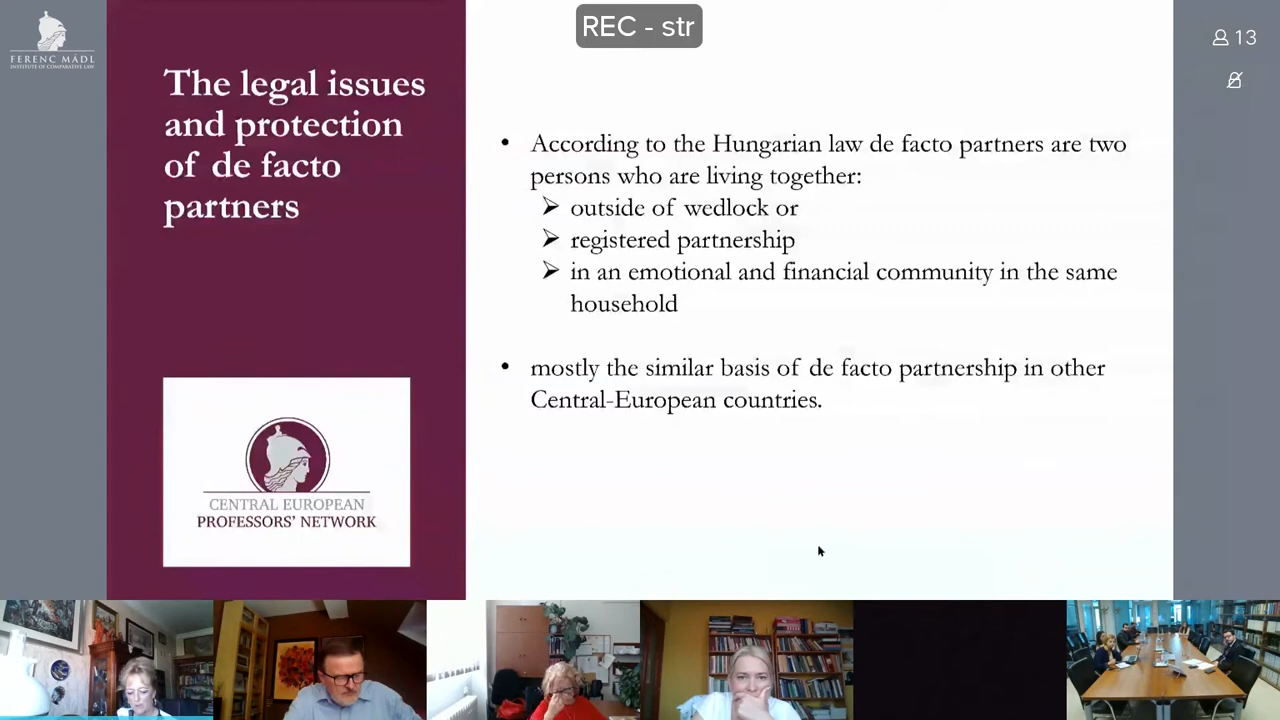 REC - str
13
FERENC MÁDL
INSTITUTE OF COMPARATIVE LAW
The legal issues
and protection
of de facto
partners
• According to the Hungarian law de facto partners are two
persons who are living together:
➢ outside of wedlock or
➢ registered partnership
➢ in an emotional and financial community in the same
household
• mostly the similar basis of de facto partnership in other
Central-European countries.
CENTRAL EUROPEAN
PROFESSORS' NETWORK